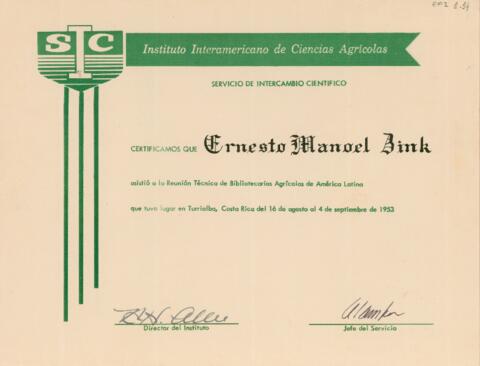 SIC
Instituto Interamericano de Ciencias Agrícolas
SERVICIO DE INTERCAMBIO CIENTIFICO
CERTIFICAMOS QUE Ernesto Manoel Zink
asistió a la Reunión Técnica de Bibliotecarios Agrícolas de América Latina
que tuvo lugar en Turrialba, Costa Rica del 16 de agosto al 4 de septiembre de 1953
Director del Instituto
Jefe del Servicio